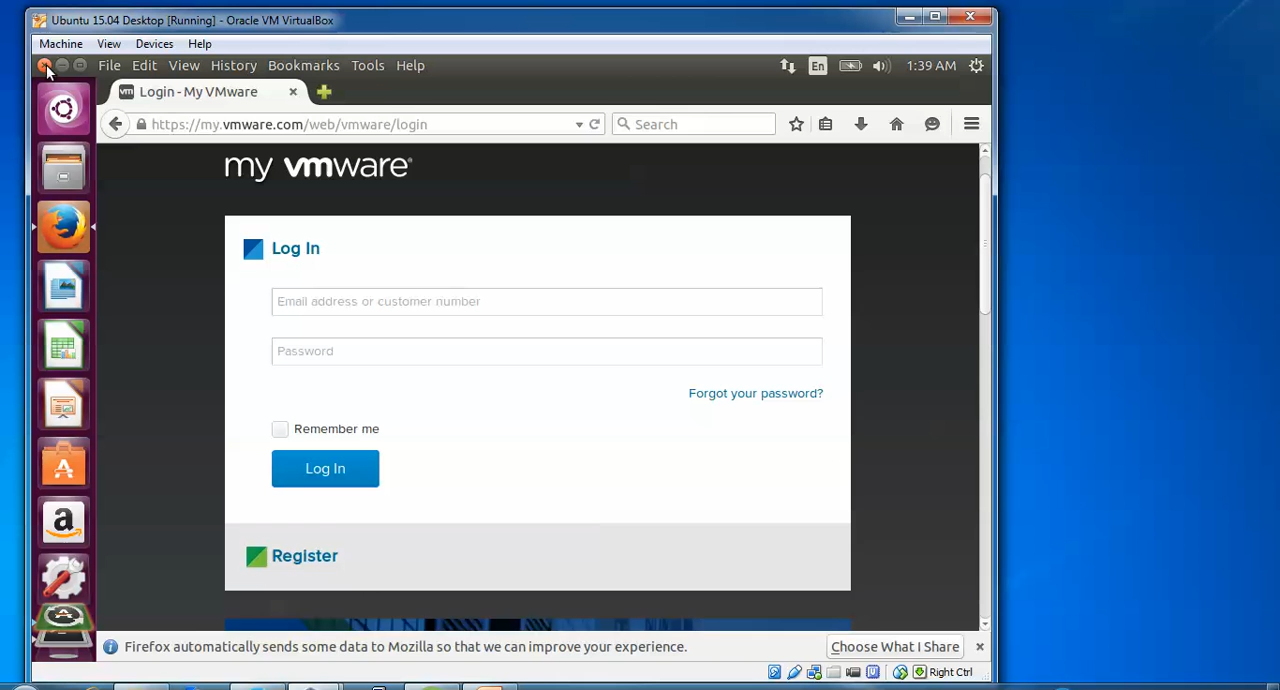 Ubuntu 15.04 Desktop [Running] - Oracle VM VirtualBox
Machine View Devices Help
File Edit View History Bookmarks Tools Help En 1:39 AM
vm Login - My VMware
https://my.vmware.com/web/vmware/login Search
my vmware®
Log In
Email address or customer number
Password
Forgot your password?
Remember me
Log In
Register
Firefox automatically sends some data to Mozilla so that we can improve your experience. Choose What I Share
Right Ctrl